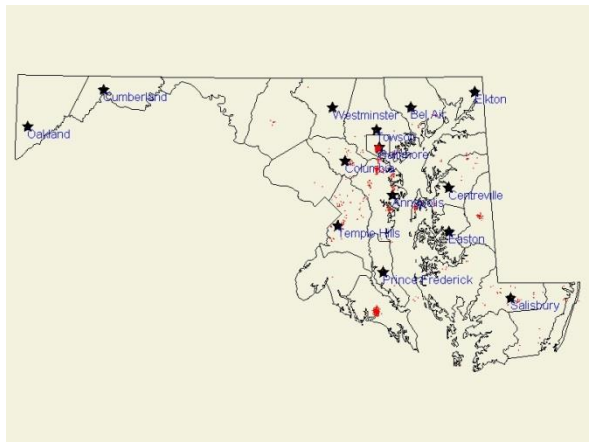 Elkton
Cumberland
Westminster
Bel Air
Oakland
Towson
Baltimore
Columbia
Centreville
Annapolis
Temple Hills
Easton
Prince Frederick
Salisbury